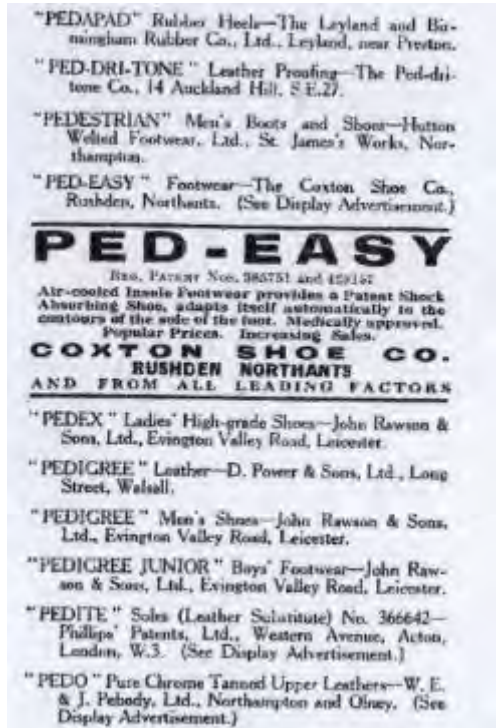 "PEDAPAD" Rubber Heels—The Leyland and Bir-
mingham Rubber Co., Ltd., Leyland, near Preston.
"PED-DRI-TONE" Leather Proofing—The Ped-dri-
tone Co., 14 Auckland Hill, S.E.27.
"PEDESTRIAN" Men's Boots and Shoes—Hutton
Welted Footwear, Ltd., St. James's Works, Nor-
thampton.
"PED-EASY" Footwear—The Coxton Shoe Co.,
Rushden, Northants. (See Display Advertisement.)
PED-EASY
REG. PATENT Nos. 385751 and
Air-cooled Insole Footwear provides a Patent Shock
Absorbing Shoe, adapts itself automatically to the
contours of the sole of the foot. Medically approved.
Popular Prices. Increasing Sales.
COXTON SHOE CO.
RUSHDEN NORTHANTS
AND FROM ALL LEADING FACTORS
"PEDEX" Ladies' High-grade Shoes—John Rawson &
Sons, Ltd., Evington Valley Road, Leicester.
"PEDIGREE" Leather—D. Power & Sons, Ltd., Long
Street, Walsall.
"PEDIGREE" Men's Shoes—John Rawson & Sons,
Ltd., Evington Valley Road, Leicester.
"PEDIGREE JUNIOR" Boys' Footwear—John Raw-
son & Sons, Ltd., Evington Valley Road, Leicester.
"PEDITE" Soles (Leather Substitute) No. 366642—
Phillips' Patents, Ltd., Western Avenue, Acton,
London, W.3. (See Display Advertisement.)
"PEDO" Pure Chrome Tanned Upper Leathers—W. E.
& J. Pebody, Ltd., Northampton and Olney. (See
Display Advertisement.)